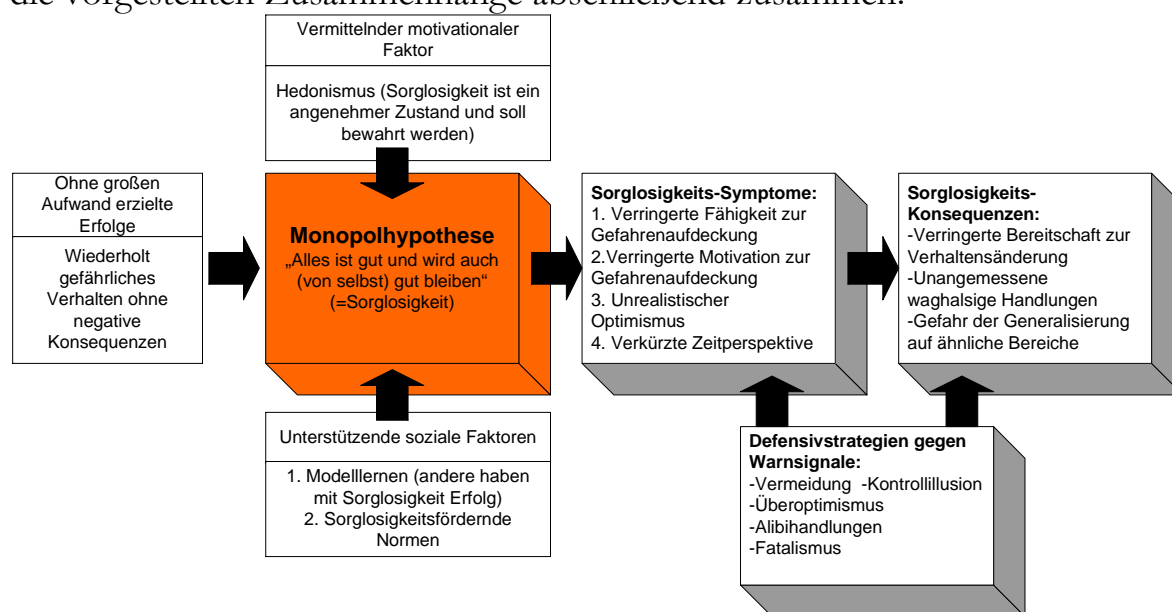 die vorgestellten Zusammenhänge abschließend zusammen.
Vermittelnder motivationaler
Faktor
Hedonismus (Sorglosigkeit ist ein
angenehmer Zustand und soll
bewahrt werden)
Ohne großen
Aufwand erzielte
Erfolge
Wiederholt
gefährliches
Verhalten ohne
negative
Konsequenzen
Monopolhypothese
„Alles ist gut und wird auch
(von selbst) gut bleiben“
(=Sorglosigkeit)
Unterstützende soziale Faktoren
1. Modelllernen (andere haben
mit Sorglosigkeit Erfolg)
2. Sorglosigkeitsfördernde
Normen
Sorglosigkeits-Symptome:
1. Verringerte Fähigkeit zur
Gefahrenaufdeckung
2.Verringerte Motivation zur
Gefahrenaufdeckung
3. Unrealistischer
Optimismus
4. Verkürzte Zeitperspektive
Sorglosigkeits-
Konsequenzen:
-Verringerte Bereitschaft zur
Verhaltensänderung
-Unangemessene
waghalsige Handlungen
-Gefahr der Generalisierung
auf ähnliche Bereiche
Defensivstrategien gegen
Warnsignale:
-Vermeidung -Kontrollillusion
-Überoptimismus
-Alibihandlungen
-Fatalismus